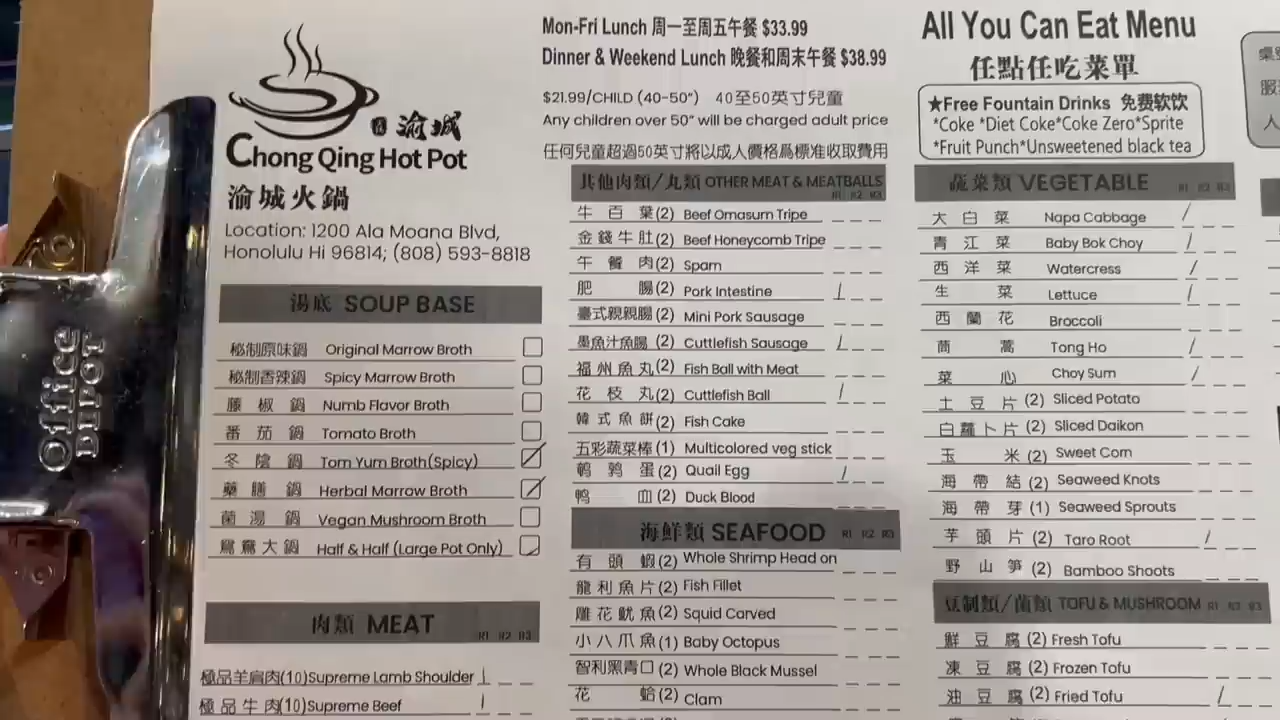 渝城
Chong Qing Hot Pot
渝城火鍋
Location: 1200 Ala Moana Blvd,
Honolulu Hi 96814; (808) 593-8818
湯底 SOUP BASE
秘制原味鍋 Original Marrow Broth
秘制香辣鍋 Spicy Marrow Broth
藤椒鍋 Numb Flavor Broth
番茄鍋 Tomato Broth
冬陰鍋 Tom Yum Broth(Spicy)
藥膳鍋 Herbal Marrow Broth
菌湯鍋 Vegan Mushroom Broth
鴛鴦大鍋 Half & Half (Large Pot Only)
肉類 MEAT R1 R2 R3
極品羊肩肉(10)Supreme Lamb Shoulder
極品牛肉(10)Supreme Beef
Mon-Fri Lunch 周一至周五午餐 $33.99
Dinner & Weekend Lunch 晚餐和周末午餐 $38.99
$21.99/CHILD (40-50") 40至50英寸兒童
Any children over 50" will be charged adult price
任何兒童超過50英寸將以成人價格爲標准收取費用
其他肉類/丸類 OTHER MEAT & MEATBALLS
R1 R2 R3
牛百葉(2) Beef Omasum Tripe
金錢牛肚(2) Beef Honeycomb Tripe
午餐肉(2) Spam
肥腸(2) Pork Intestine
臺式親親腸(2) Mini Pork Sausage
墨魚汁魚腸(2) Cuttlefish Sausage
福州魚丸(2) Fish Ball with Meat
花枝丸(2) Cuttlefish Ball
韓式魚餅(2) Fish Cake
五彩蔬菜棒(1) Multicolored veg stick
鹌鹑蛋(2) Quail Egg
鸭血(2) Duck Blood
海鮮類 SEAFOOD R1 R2 R3
有頭蝦(2) Whole Shrimp Head on
龍利魚片(2) Fish Fillet
雕花魷魚(2) Squid Carved
小八爪魚(1) Baby Octopus
智利黑青口(2) Whole Black Mussel
花蛤(2) Clam
All You Can Eat Menu
任點任吃菜單
★Free Fountain Drinks 免费软饮
*Coke *Diet Coke*Coke Zero*Sprite
*Fruit Punch*Unsweetened black tea
蔬菜類 VEGETABLE R1 R2 R3
大白菜 Napa Cabbage
青江菜 Baby Bok Choy
西洋菜 Watercress
生菜 Lettuce
西蘭花 Broccoli
茼蒿 Tong Ho
菜心 Choy Sum
土豆片(2) Sliced Potato
白蘿卜片(2) Sliced Daikon
玉米(2) Sweet Corn
海帶結(2) Seaweed Knots
海帶芽(1) Seaweed Sprouts
芋頭片(2) Taro Root
野山笋(2) Bamboo Shoots
豆制類/菌類 TOFU & MUSHROOM R1 R2 R3
鮮豆腐(2) Fresh Tofu
凍豆腐(2) Frozen Tofu
油豆腐(2) Fried Tofu
Office
DEPOT